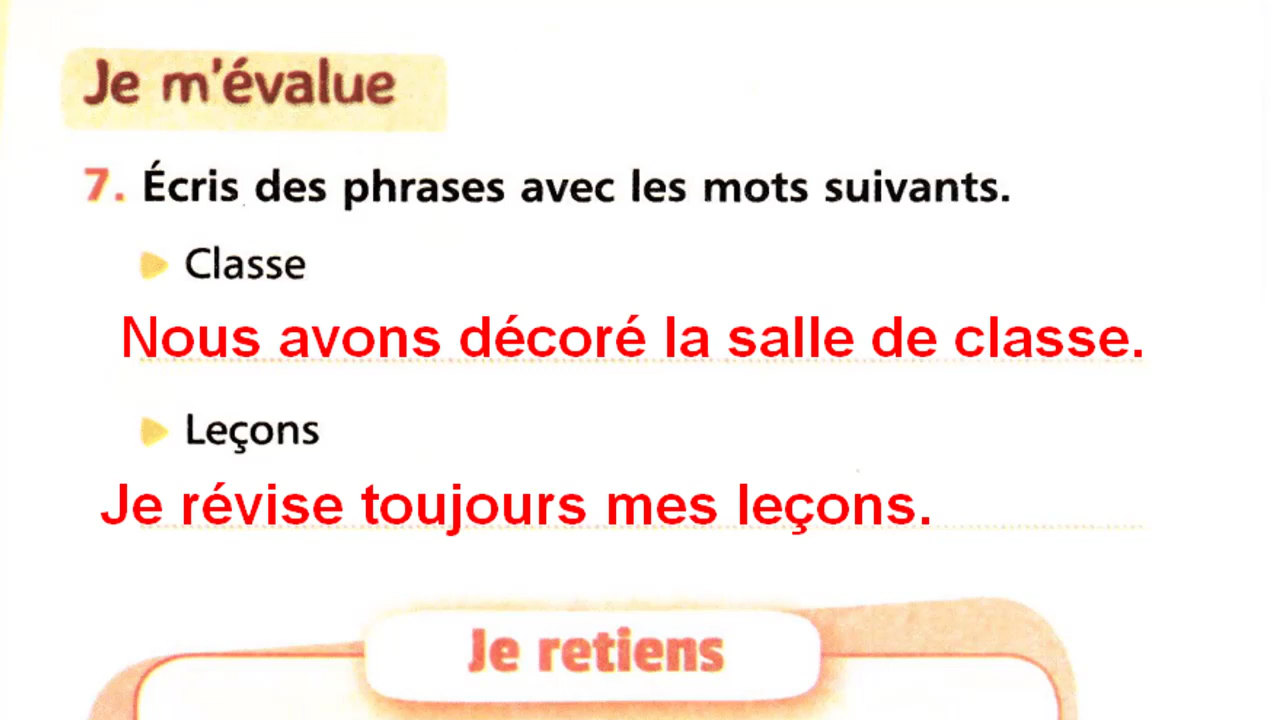 Je m'évalue
7. Écris des phrases avec les mots suivants.
Classe
Nous avons décoré la salle de classe.
Leçons
Je révise toujours mes leçons.
Je retiens